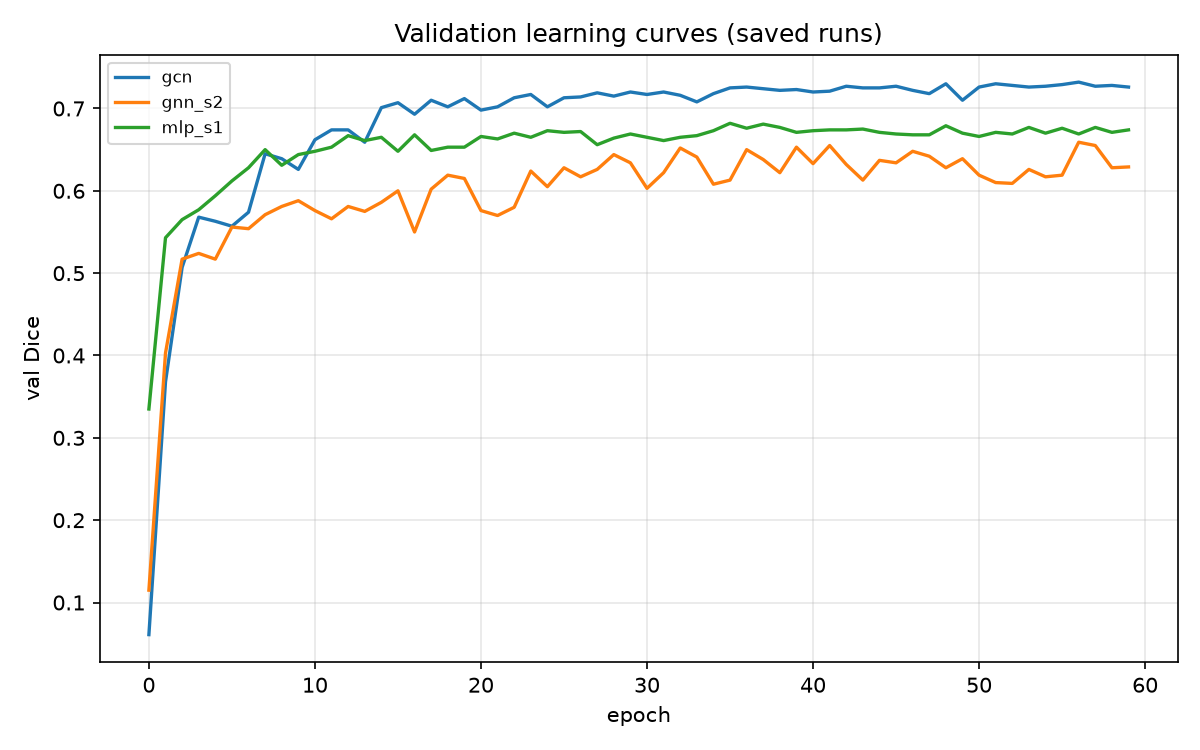 Validation learning curves (saved runs)
gcn
gnn_s2
mlp_s1
val Dice
0.7
0.6
0.5
0.4
0.3
0.2
0.1
0 10 20 30 40 50 60
epoch